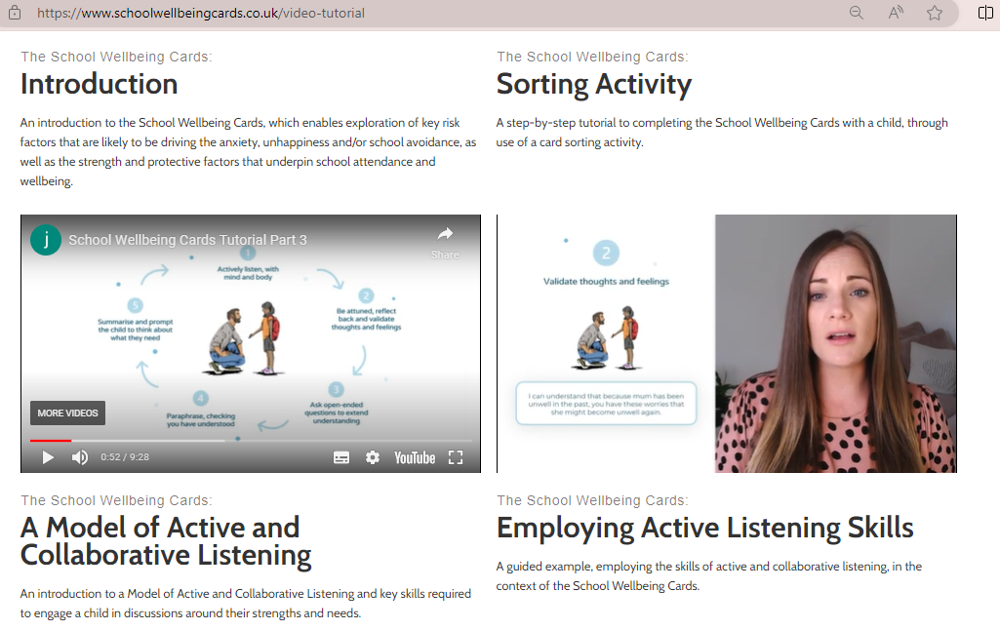 https://www.schoolwellbeingcards.co.uk/video-tutorial
The School Wellbeing Cards:
Introduction
An introduction to the School Wellbeing Cards, which enables exploration of key risk
factors that are likely to be driving the anxiety, unhappiness and/or school avoidance, as
well as the strength and protective factors that underpin school attendance and
wellbeing.
The School Wellbeing Cards:
Sorting Activity
A step-by-step tutorial to completing the School Wellbeing Cards with a child, through
use of a card sorting activity.
j
School Wellbeing Cards Tutorial Part 3
Share
1
Actively listen, with
mind and body
2
Be attuned, reflect
back and validate
thoughts and feelings
3
Ask open-ended
questions to extend
understanding
4
Paraphrase, checking
you have understood
5
Summarise and prompt
the child to think about
what they need
MORE VIDEOS
0:52 / 9:28
YouTube
2
Validate thoughts and feelings
I can understand that because mum has been
unwell in the past, you have these worries that
she might become unwell again.
The School Wellbeing Cards:
A Model of Active and
Collaborative Listening
An introduction to a Model of Active and Collaborative Listening and key skills required
to engage a child in discussions around their strengths and needs.
The School Wellbeing Cards:
Employing Active Listening Skills
A guided example, employing the skills of active and collaborative listening, in the
context of the School Wellbeing Cards.